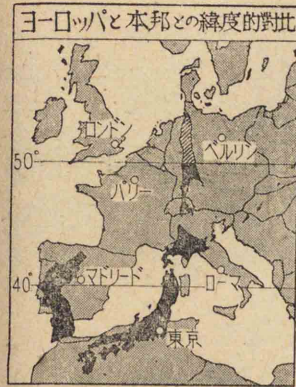 ヨーロッパと本邦との緯度的對比
ロンドン
ベルリン
50°
パリー
マドリード
40°
ローマ
東京